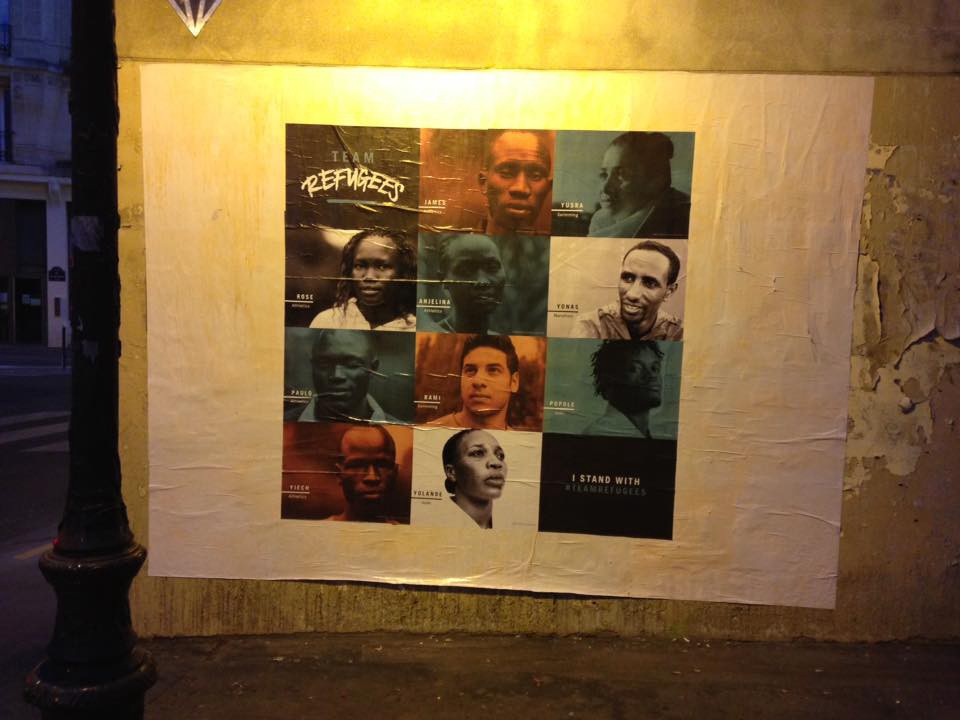 TEAM
REFUGEES
JAMES
Athletics
YUSRA
Swimming
ROSE
Athletics
ANJELINA
Athletics
YONAS
Marathon
PAULO
Athletics
RAMI
Swimming
POPOLE
Judo
YIECH
Athletics
YOLANDE
Judo
I STAND WITH
#TEAMREFUGEES